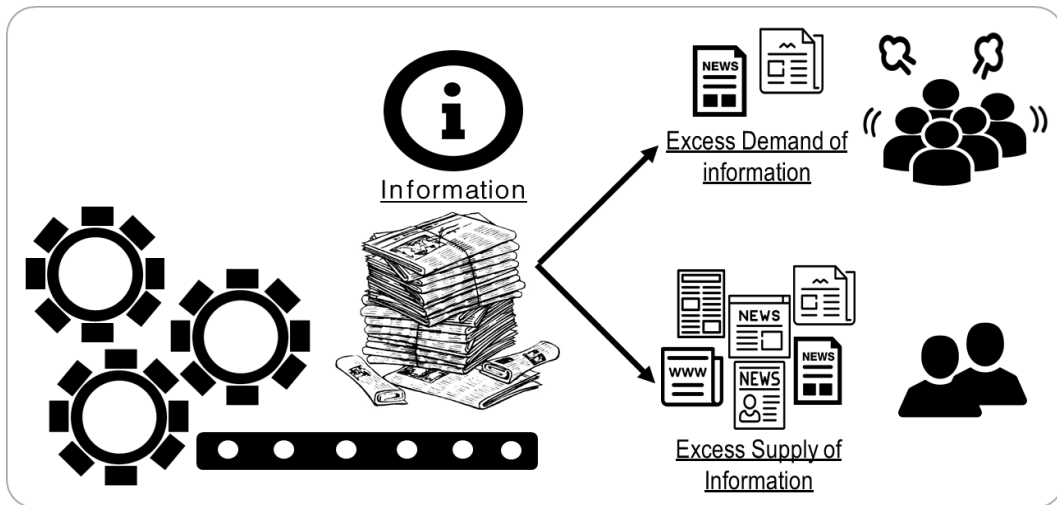 i
Information
NEWS
Excess Demand of
information
NEWS
www
NEWS
NEWS
Excess Supply of
Information